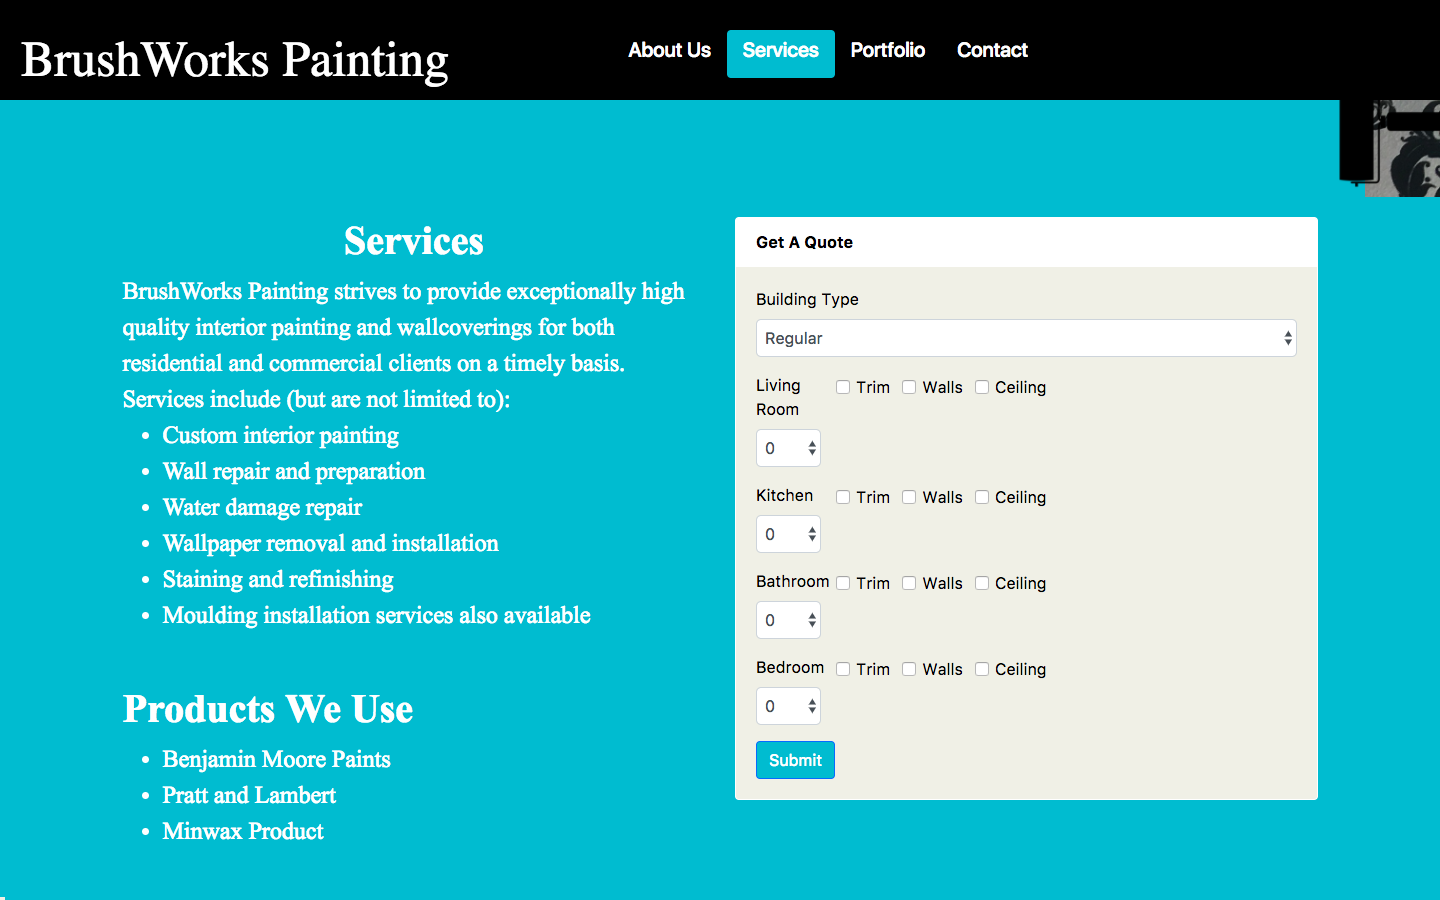 BrushWorks Painting
About Us Services Portfolio Contact
Services
BrushWorks Painting strives to provide exceptionally high
quality interior painting and wallcoverings for both
residential and commercial clients on a timely basis.
Services include (but are not limited to):
• Custom interior painting
• Wall repair and preparation
• Water damage repair
• Wallpaper removal and installation
• Staining and refinishing
• Moulding installation services also available
Products We Use
• Benjamin Moore Paints
• Pratt and Lambert
• Minwax Product
Get A Quote
Building Type
Regular
Living Room Trim Walls Ceiling
0
Kitchen Trim Walls Ceiling
0
Bathroom Trim Walls Ceiling
0
Bedroom Trim Walls Ceiling
0
Submit